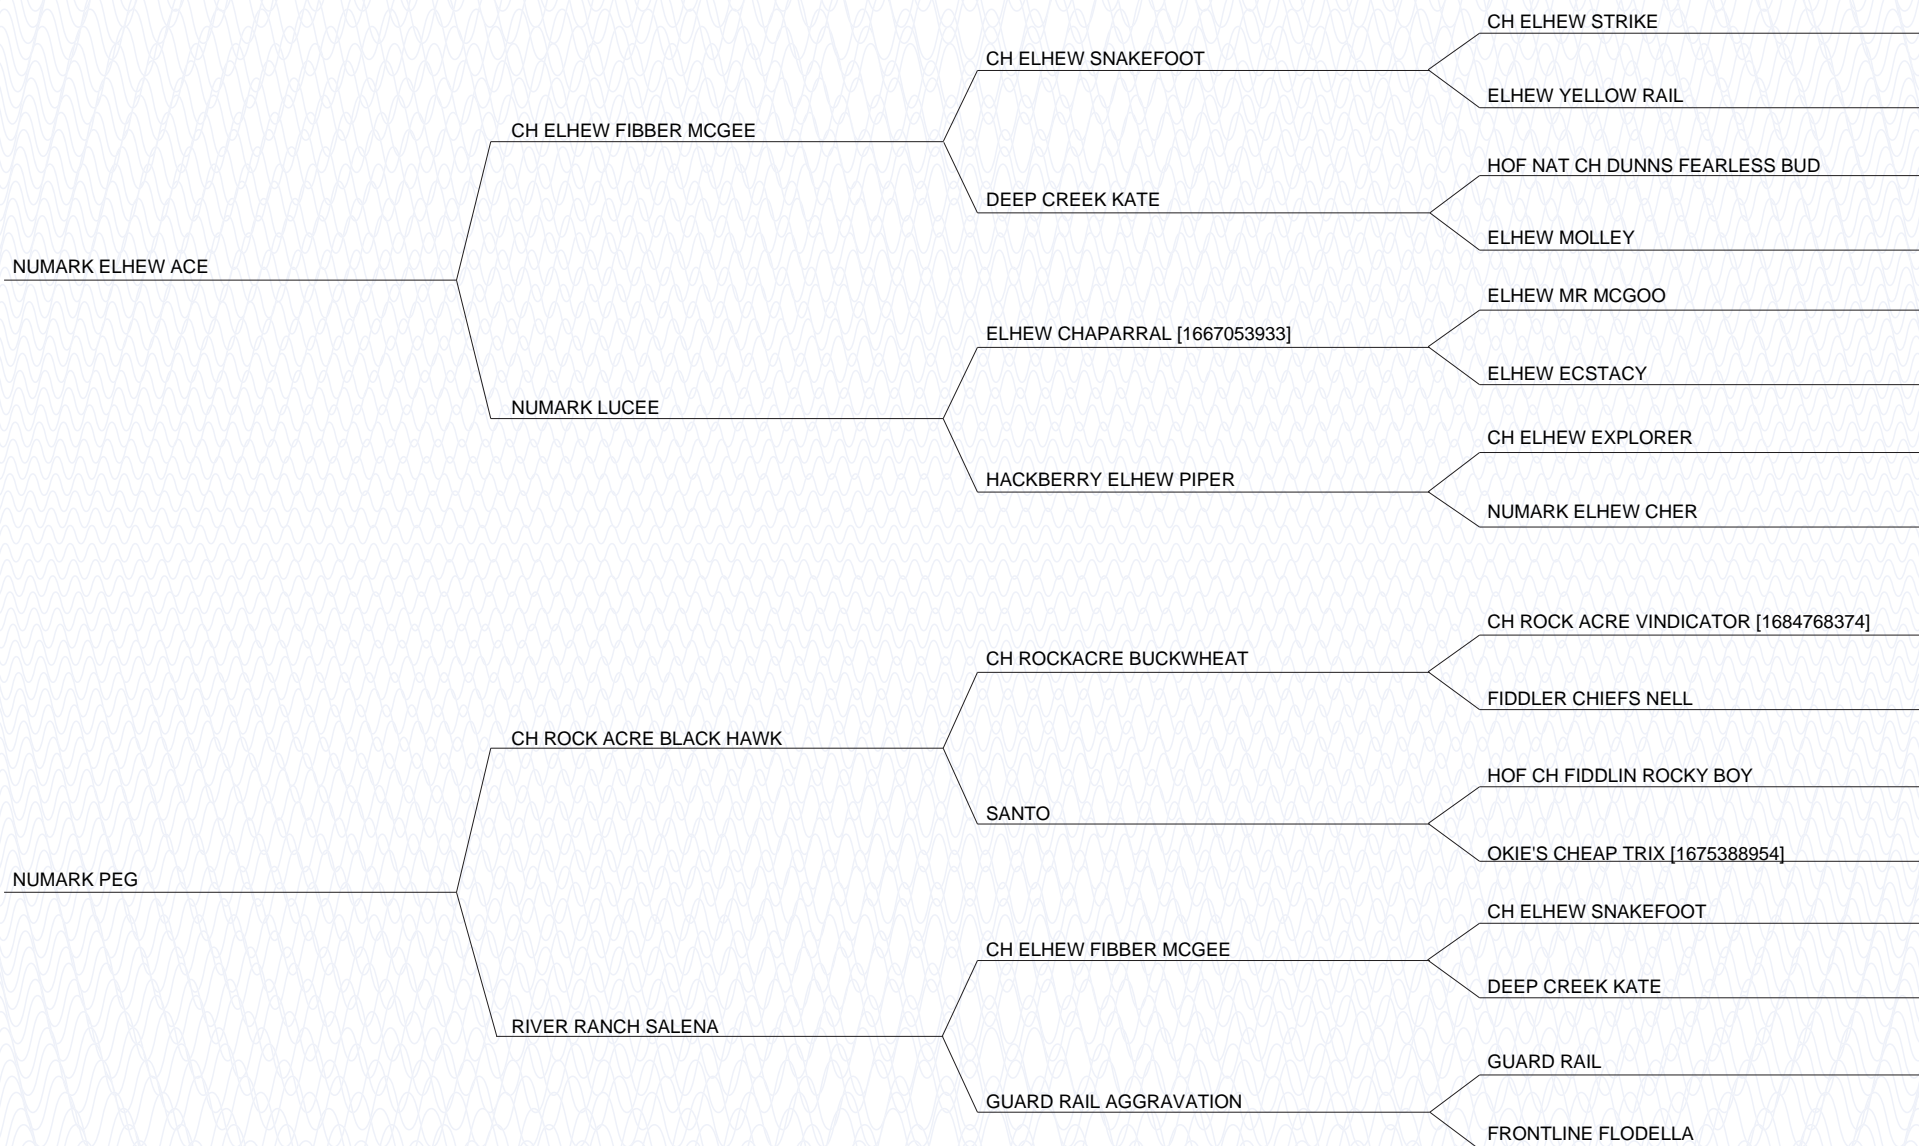 CH ELHEW STRIKE
CH ELHEW SNAKEFOOT
ELHEW YELLOW RAIL
CH ELHEW FIBBER MCGEE
HOF NAT CH DUNNS FEARLESS BUD
DEEP CREEK KATE
ELHEW MOLLEY
NUMARK ELHEW ACE
ELHEW MR MCGOO
ELHEW CHAPARRAL [1667053933]
ELHEW ECSTACY
NUMARK LUCEE
CH ELHEW EXPLORER
HACKBERRY ELHEW PIPER
NUMARK ELHEW CHER
CH ROCK ACRE VINDICATOR [1684768374]
CH ROCKACRE BUCKWHEAT
FIDDLER CHIEFS NELL
CH ROCK ACRE BLACK HAWK
HOF CH FIDDLIN ROCKY BOY
SANTO
OKIE'S CHEAP TRIX [1675388954]
NUMARK PEG
CH ELHEW SNAKEFOOT
CH ELHEW FIBBER MCGEE
DEEP CREEK KATE
RIVER RANCH SALENA
GUARD RAIL
GUARD RAIL AGGRAVATION
FRONTLINE FLODELLA